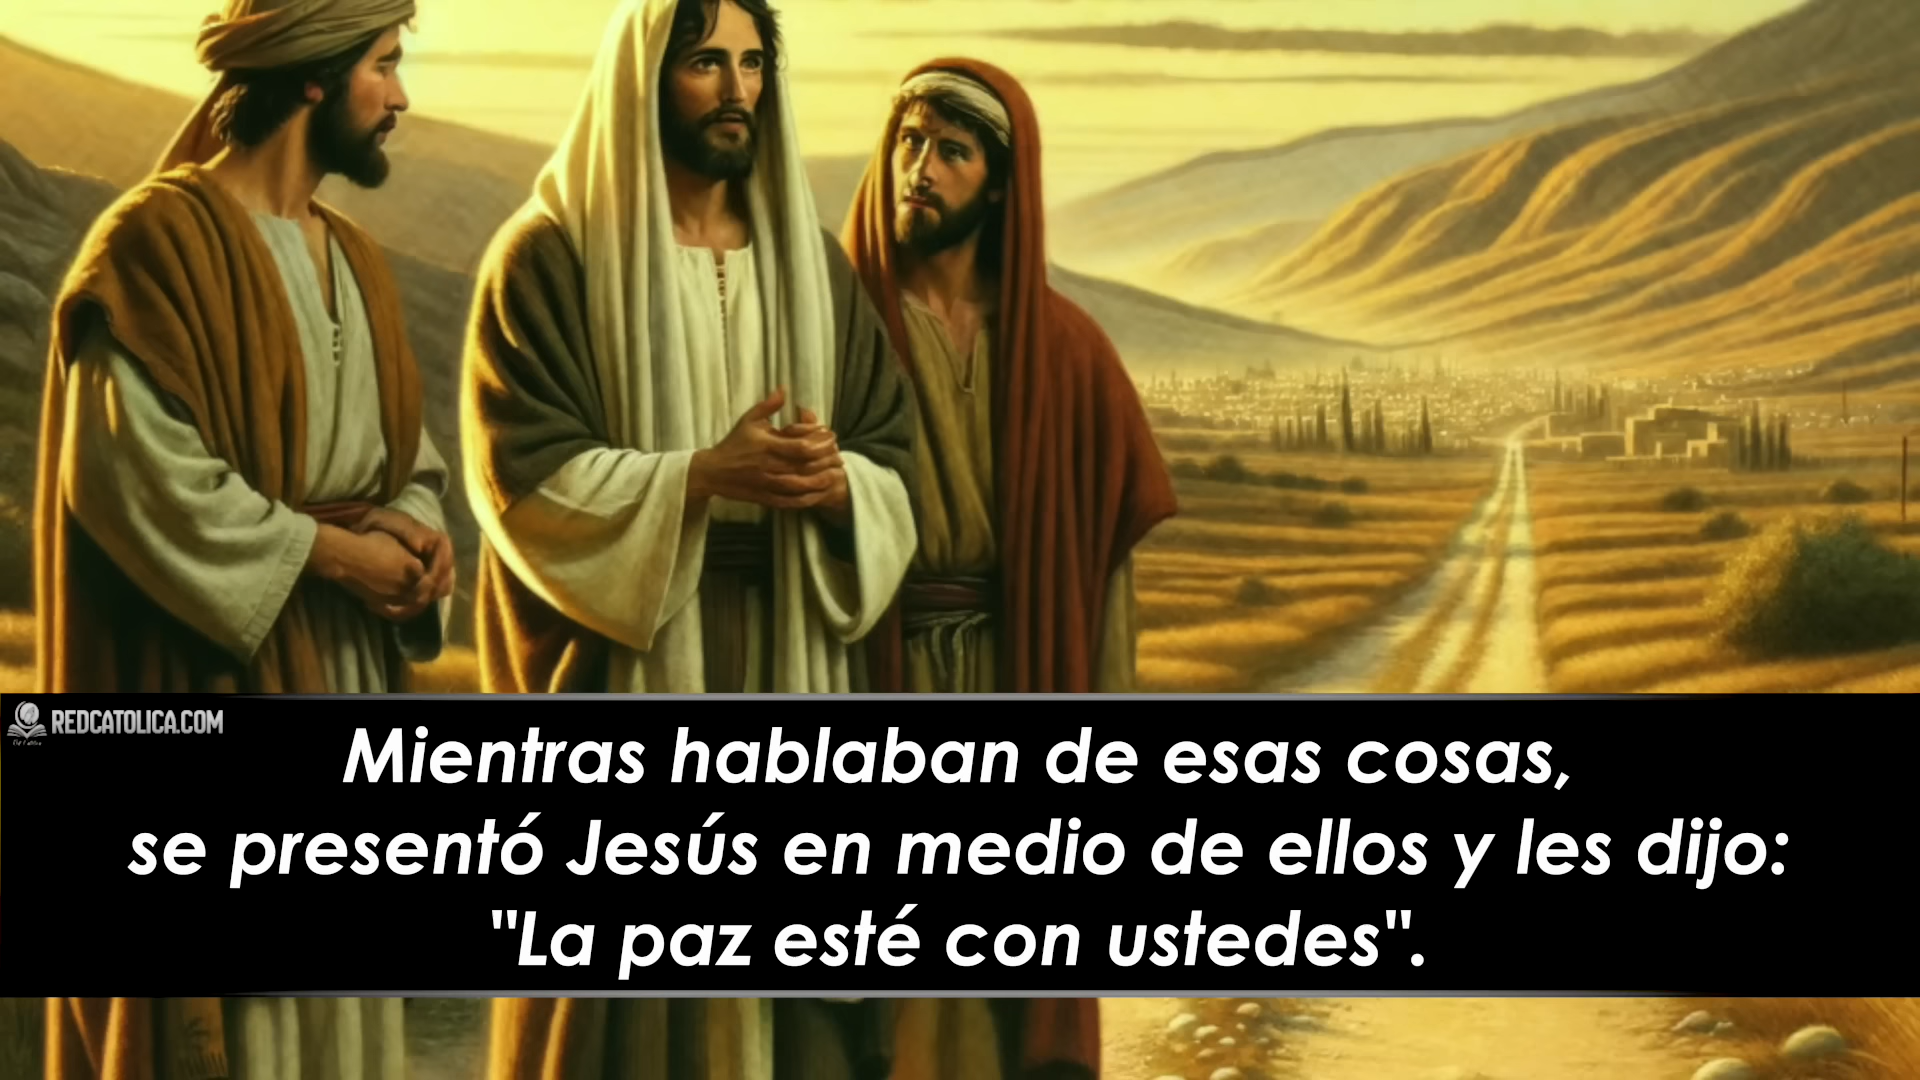 REDCATOLICA.COM
Mientras hablaban de esas cosas,
se presentó Jesús en medio de ellos y les dijo:
"La paz esté con ustedes".